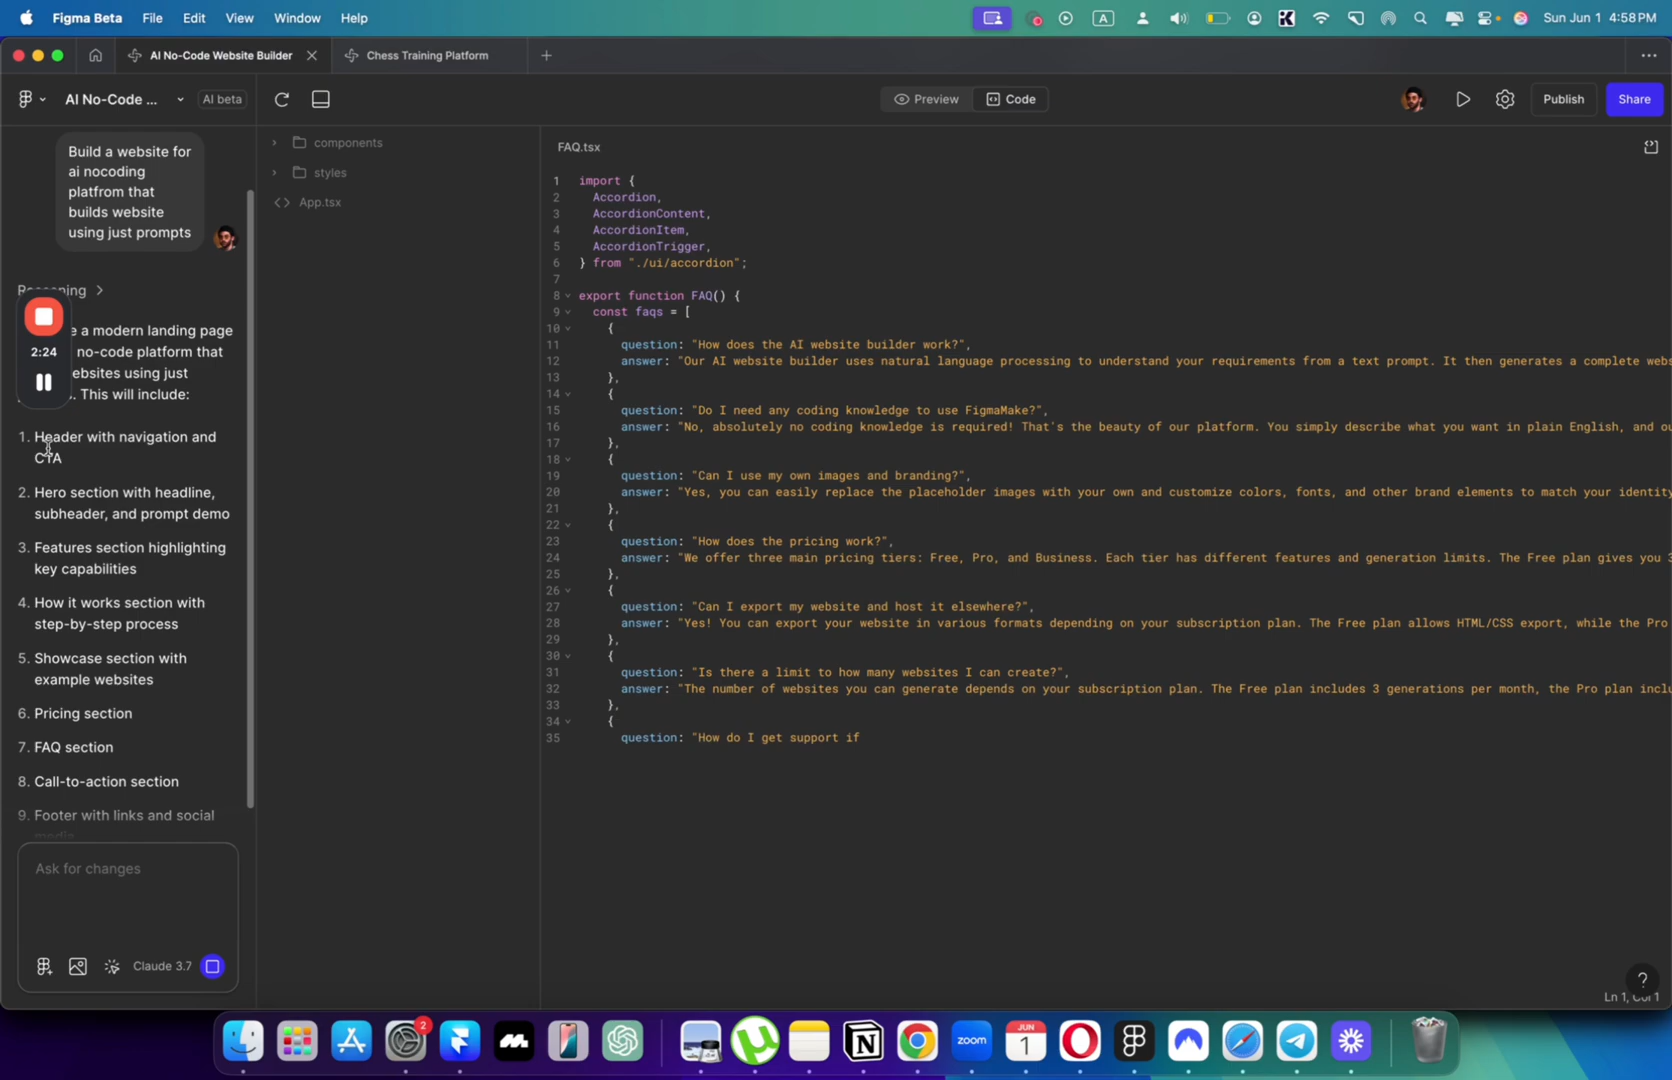 Figma Beta File Edit View Window Help
A
Sun Jun 1 4:58 PM
AI No-Code Website Builder
Chess Training Platform
AI No-Code ...
AI beta
Preview
Code
Publish
Share
Build a website for
ai nocoding
platfrom that
builds website
using just prompts
Reasoning
2:24
e a modern landing page
no-code platform that
ebsites using just
. This will include:
1. Header with navigation and
CTA
2. Hero section with headline,
subheader, and prompt demo
3. Features section highlighting
key capabilities
4. How it works section with
step-by-step process
5. Showcase section with
example websites
6. Pricing section
7. FAQ section
8. Call-to-action section
9. Footer with links and social
media
Ask for changes
Claude 3.7
components
styles
App.tsx
FAQ.tsx
1 import {
2 Accordion,
3 AccordionContent,
4 AccordionItem,
5 AccordionTrigger,
6 } from "./ui/accordion";
7
8 export function FAQ() {
9 const faqs = [
10 {
11 question: "How does the AI website builder work?",
12 answer: "Our AI website builder uses natural language processing to understand your requirements from a text prompt. It then generates a complete webs
13 },
14 {
15 question: "Do I need any coding knowledge to use FigmaMake?",
16 answer: "No, absolutely no coding knowledge is required! That's the beauty of our platform. You simply describe what you want in plain English, and ou
17 },
18 {
19 question: "Can I use my own images and branding?",
20 answer: "Yes, you can easily replace the placeholder images with your own and customize colors, fonts, and other brand elements to match your identity
21 },
22 {
23 question: "How does the pricing work?",
24 answer: "We offer three main pricing tiers: Free, Pro, and Business. Each tier has different features and generation limits. The Free plan gives you 3
25 },
26 {
27 question: "Can I export my website and host it elsewhere?",
28 answer: "Yes! You can export your website in various formats depending on your subscription plan. The Free plan allows HTML/CSS export, while the Pro
29 },
30 {
31 question: "Is there a limit to how many websites I can create?",
32 answer: "The number of websites you can generate depends on your subscription plan. The Free plan includes 3 generations per month, the Pro plan inclu
33 },
34 {
35 question: "How do I get support if
?
Ln 1, Col 1
2
zoom
JUN
1